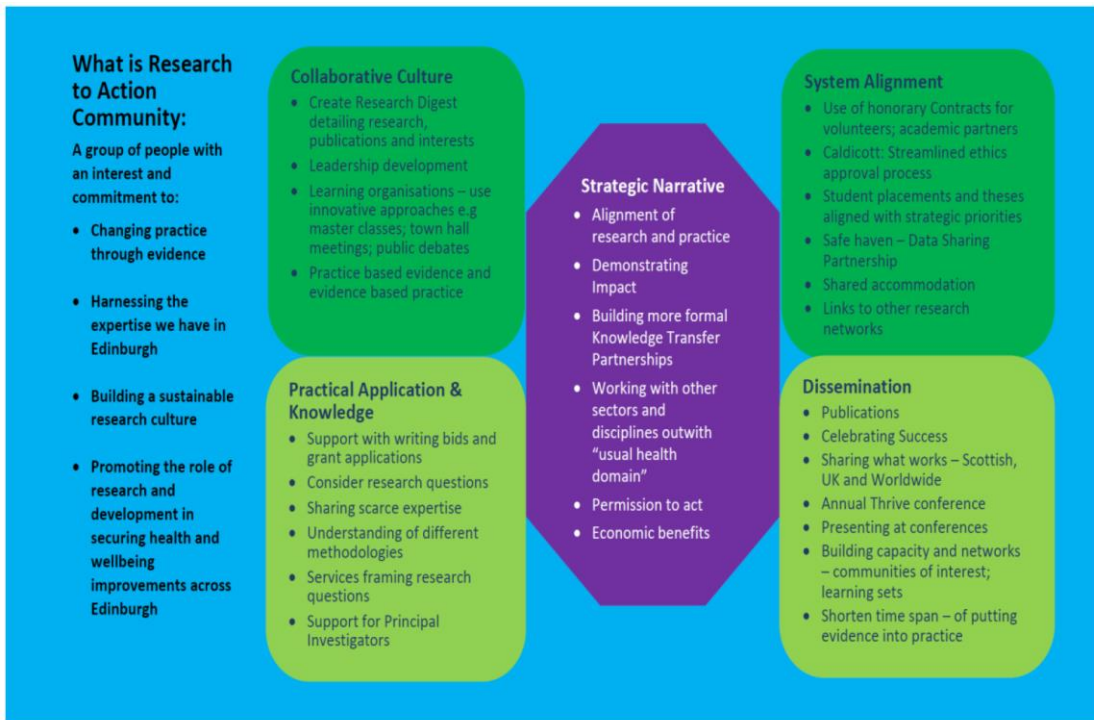 What is Research
to Action
Community:
A group of people with
an interest and
commitment to:
• Changing practice
through evidence
• Harnessing the
expertise we have in
Edinburgh
• Building a sustainable
research culture
• Promoting the role of
research and
development in
securing health and
wellbeing
improvements across
Edinburgh
Collaborative Culture
• Create Research Digest
detailing research,
publications and interests
• Leadership development
• Learning organisations – use
innovative approaches e.g
master classes; town hall
meetings; public debates
• Practice based evidence and
evidence based practice
Practical Application &
Knowledge
• Support with writing bids and
grant applications
• Consider research questions
• Sharing scarce expertise
• Understanding of different
methodologies
• Services framing research
questions
• Support for Principal
Investigators
Strategic Narrative
• Alignment of
research and practice
• Demonstrating
Impact
• Building more formal
Knowledge Transfer
Partnerships
• Working with other
sectors and
disciplines outwith
“usual health
domain”
• Permission to act
• Economic benefits
System Alignment
• Use of honorary Contracts for
volunteers; academic partners
• Caldicott: Streamlined ethics
approval process
• Student placements and theses
aligned with strategic priorities
• Safe haven – Data Sharing
Partnership
• Shared accommodation
• Links to other research
networks
Dissemination
• Publications
• Celebrating Success
• Sharing what works – Scottish,
UK and Worldwide
• Annual Thrive conference
• Presenting at conferences
• Building capacity and networks
– communities of interest;
learning sets
• Shorten time span – of putting
evidence into practice